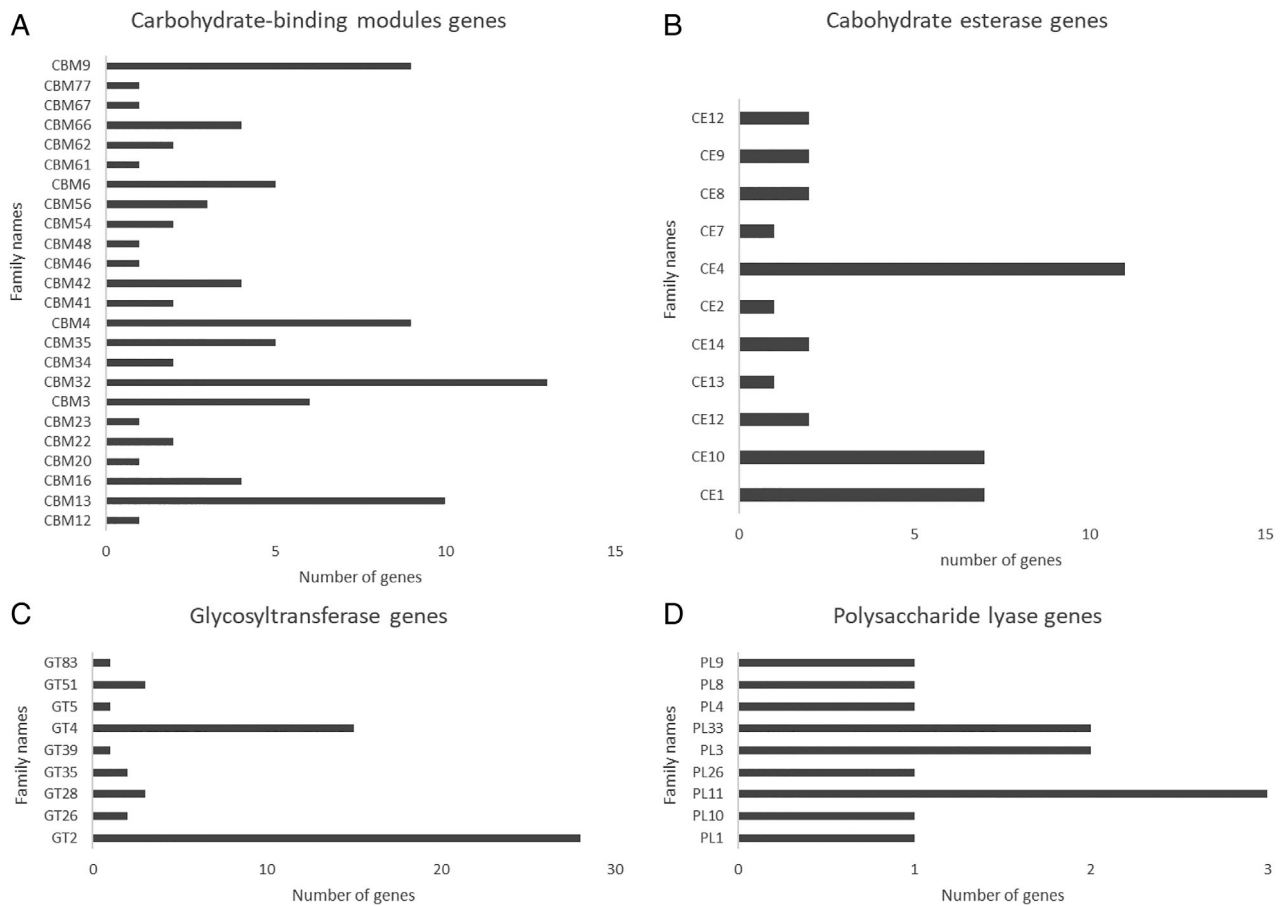 A
Carbohydrate-binding modules genes
Family names
CBM9
CBM77
CBM67
CBM66
CBM62
CBM61
CBM6
CBM56
CBM54
CBM48
CBM46
CBM42
CBM41
CBM4
CBM35
CBM34
CBM32
CBM3
CBM23
CBM22
CBM20
CBM16
CBM13
CBM12
0 5 10 15
Number of genes
B
Cabohydrate esterase genes
Family names
CE12
CE9
CE8
CE7
CE4
CE2
CE14
CE13
CE12
CE10
CE1
0 5 10 15
number of genes
C
Glycosyltransferase genes
Family names
GT83
GT51
GT5
GT4
GT39
GT35
GT28
GT26
GT2
0 10 20 30
Number of genes
D
Polysaccharide lyase genes
Family names
PL9
PL8
PL4
PL33
PL3
PL26
PL11
PL10
PL1
0 1 2 3
Number of genes